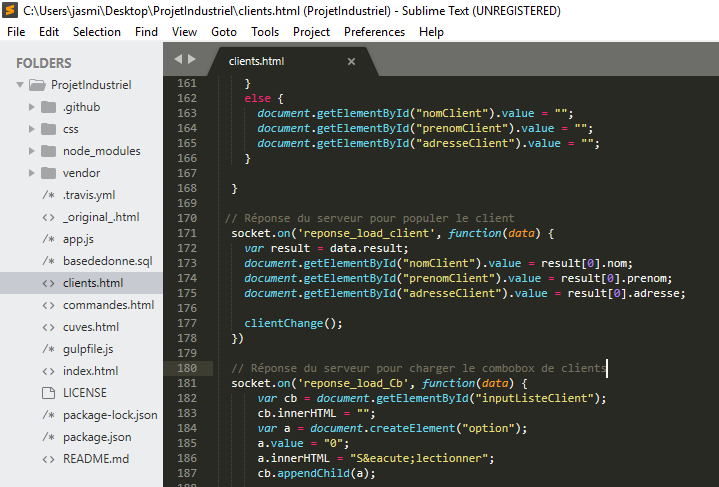 C:\Users\jasmi\Desktop\ProjetIndustriel\clients.html (ProjetIndustriel) - Sublime Text (UNREGISTERED)
File Edit Selection Find View Goto Tools Project Preferences Help
FOLDERS
ProjetIndustriel
.github
css
node_modules
vendor
.travis.yml
_original_.html
app.js
basededonne.sql
clients.html
commandes.html
cuves.html
gulpfile.js
index.html
LICENSE
package-lock.json
package.json
README.md
clients.html ×
161 }
162 else {
163 document.getElementById("nomClient").value = "";
164 document.getElementById("prenomClient").value = "";
165 document.getElementById("adresseClient").value = "";
166 }
167
168 }
169
170 // Réponse du serveur pour populer le client
171 socket.on('reponse_load_client', function(data) {
172 var result = data.result;
173 document.getElementById("nomClient").value = result[0].nom;
174 document.getElementById("prenomClient").value = result[0].prenom;
175 document.getElementById("adresseClient").value = result[0].adresse;
176
177 clientChange();
178 })
179
180 // Réponse du serveur pour charger le combobox de clients
181 socket.on('reponse_load_Cb', function(data) {
182 var cb = document.getElementById("inputListeClient");
183 cb.innerHTML = "";
184 var a = document.createElement("option");
185 a.value = "0";
186 a.innerHTML = "S&eacute;lectionner";
187 cb.appendChild(a);